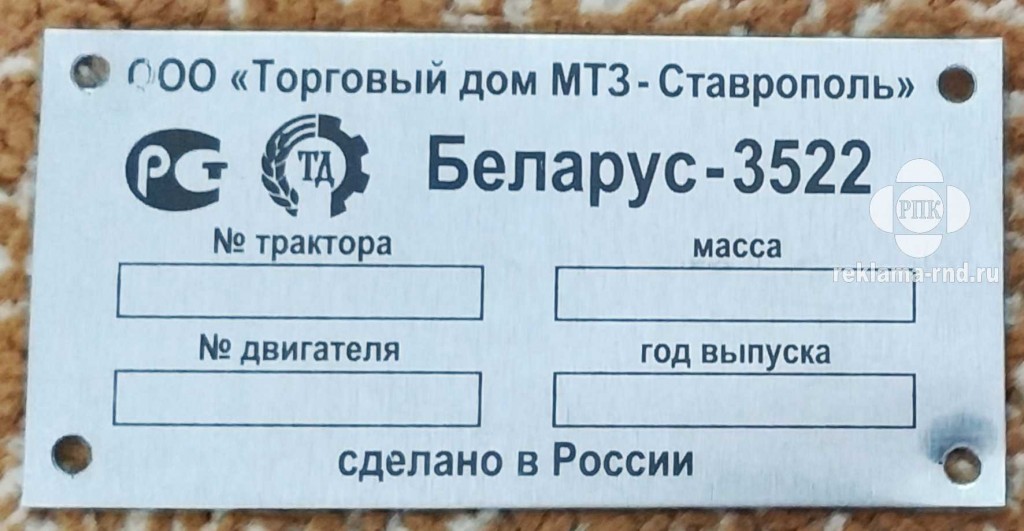 ООО «Торговый дом МТЗ-Ставрополь»
РСТ ТД Беларус-3522
РПК
reklama-rnd.ru
№ трактора масса
№ двигателя год выпуска
сделано в России